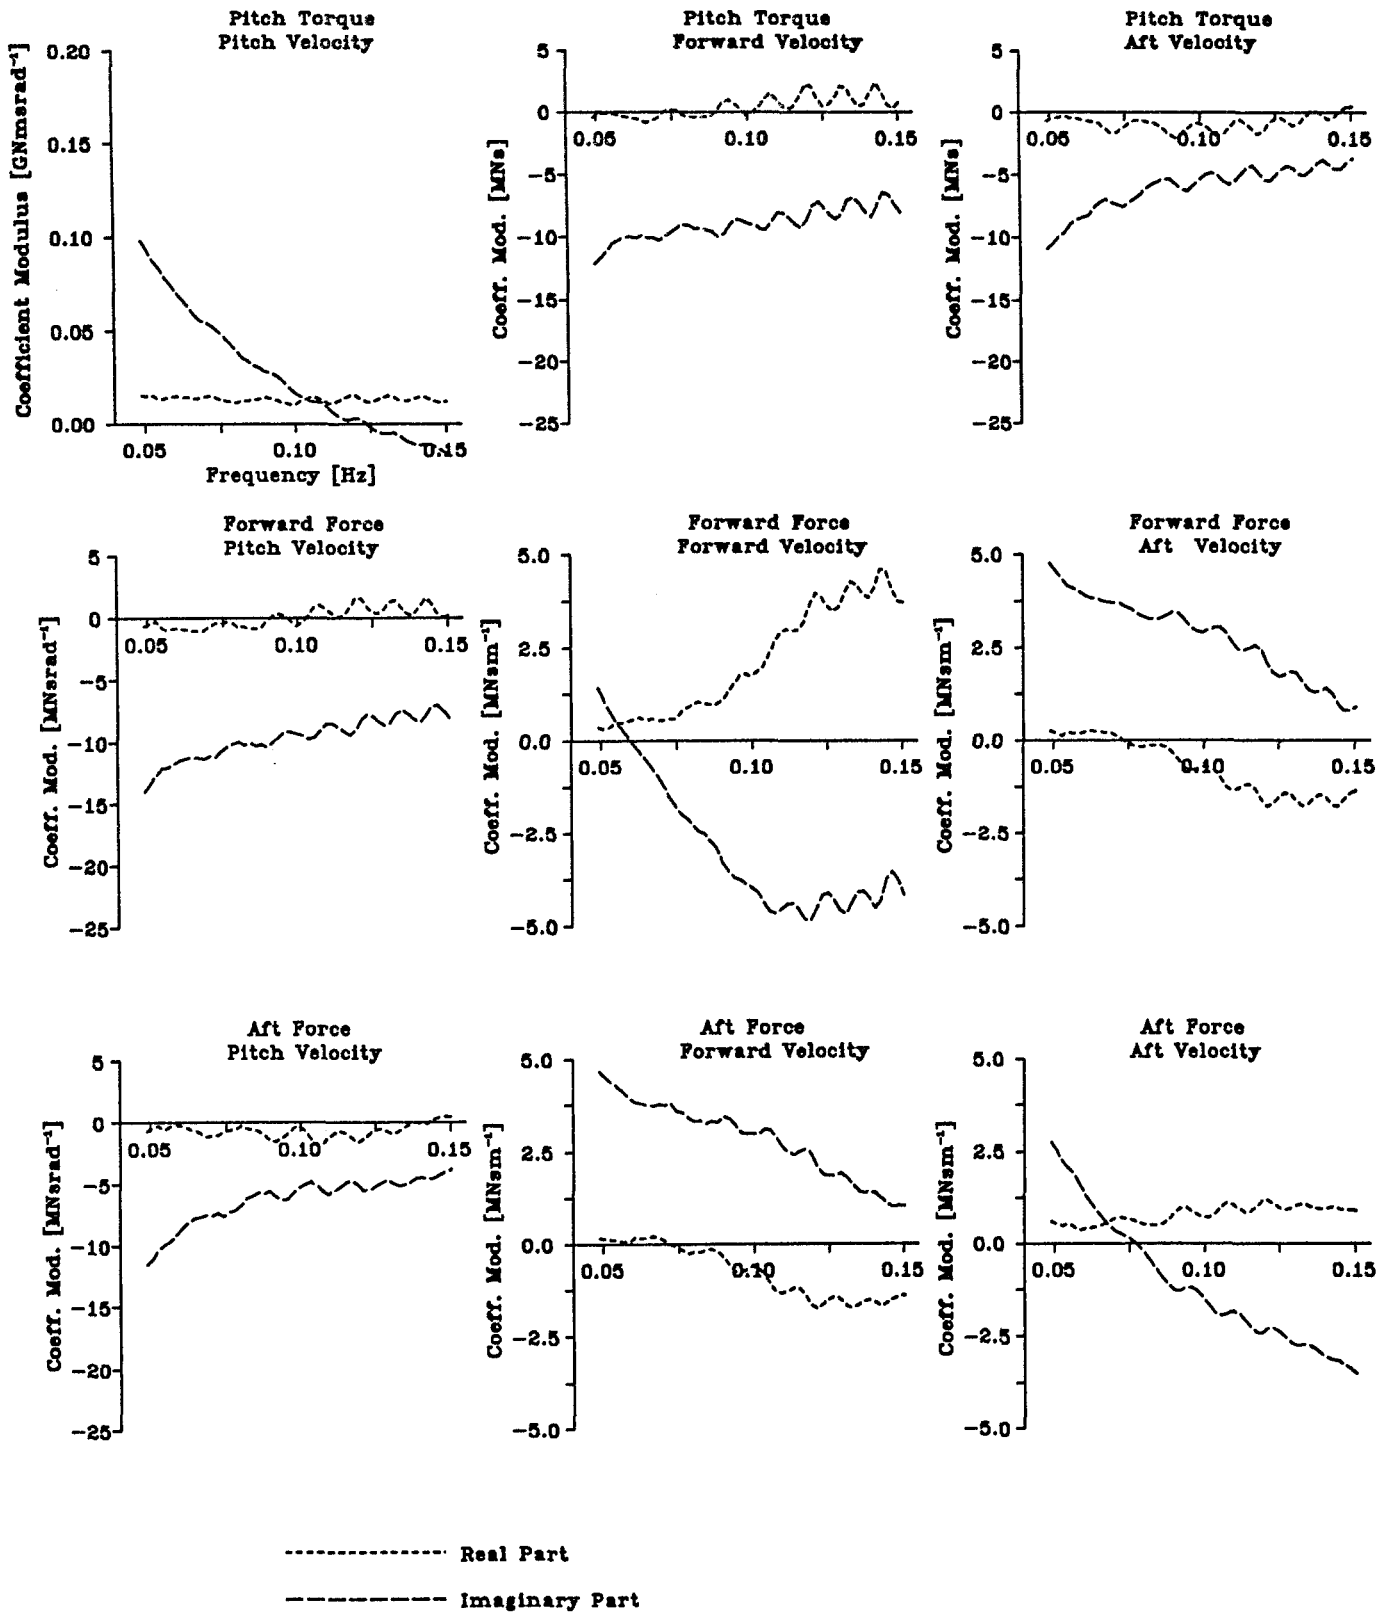 Pitch Torque
Pitch Velocity
Coefficient Modulus [GNmsrad⁻¹]
0.20
0.15
0.10
0.05
0.00
0.05 0.10 0.15
Frequency [Hz]
Pitch Torque
Forward Velocity
Coeff. Mod. [MNs]
5
0
-5
-10
-15
-20
-25
0.05 0.10 0.15
Pitch Torque
Aft Velocity
Coeff. Mod. [MNs]
5
0
-5
-10
-15
-20
-25
0.05 0.10 0.15
Forward Force
Pitch Velocity
Coeff. Mod. [MNsrad⁻¹]
5
0
-5
-10
-15
-20
-25
0.05 0.10 0.15
Forward Force
Forward Velocity
Coeff. Mod. [MNsm⁻¹]
5.0
2.5
0.0
-2.5
-5.0
0.05 0.10 0.15
Forward Force
Aft Velocity
Coeff. Mod. [MNsm⁻¹]
5.0
2.5
0.0
-2.5
-5.0
0.05 0.10 0.15
Aft Force
Pitch Velocity
Coeff. Mod. [MNsrad⁻¹]
5
0
-5
-10
-15
-20
-25
0.05 0.10 0.15
Aft Force
Forward Velocity
Coeff. Mod. [MNsm⁻¹]
5.0
2.5
0.0
-2.5
-5.0
0.05 0.10 0.15
Aft Force
Aft Velocity
Coeff. Mod. [MNsm⁻¹]
5.0
2.5
0.0
-2.5
-5.0
0.05 0.10 0.15
Real Part
Imaginary Part